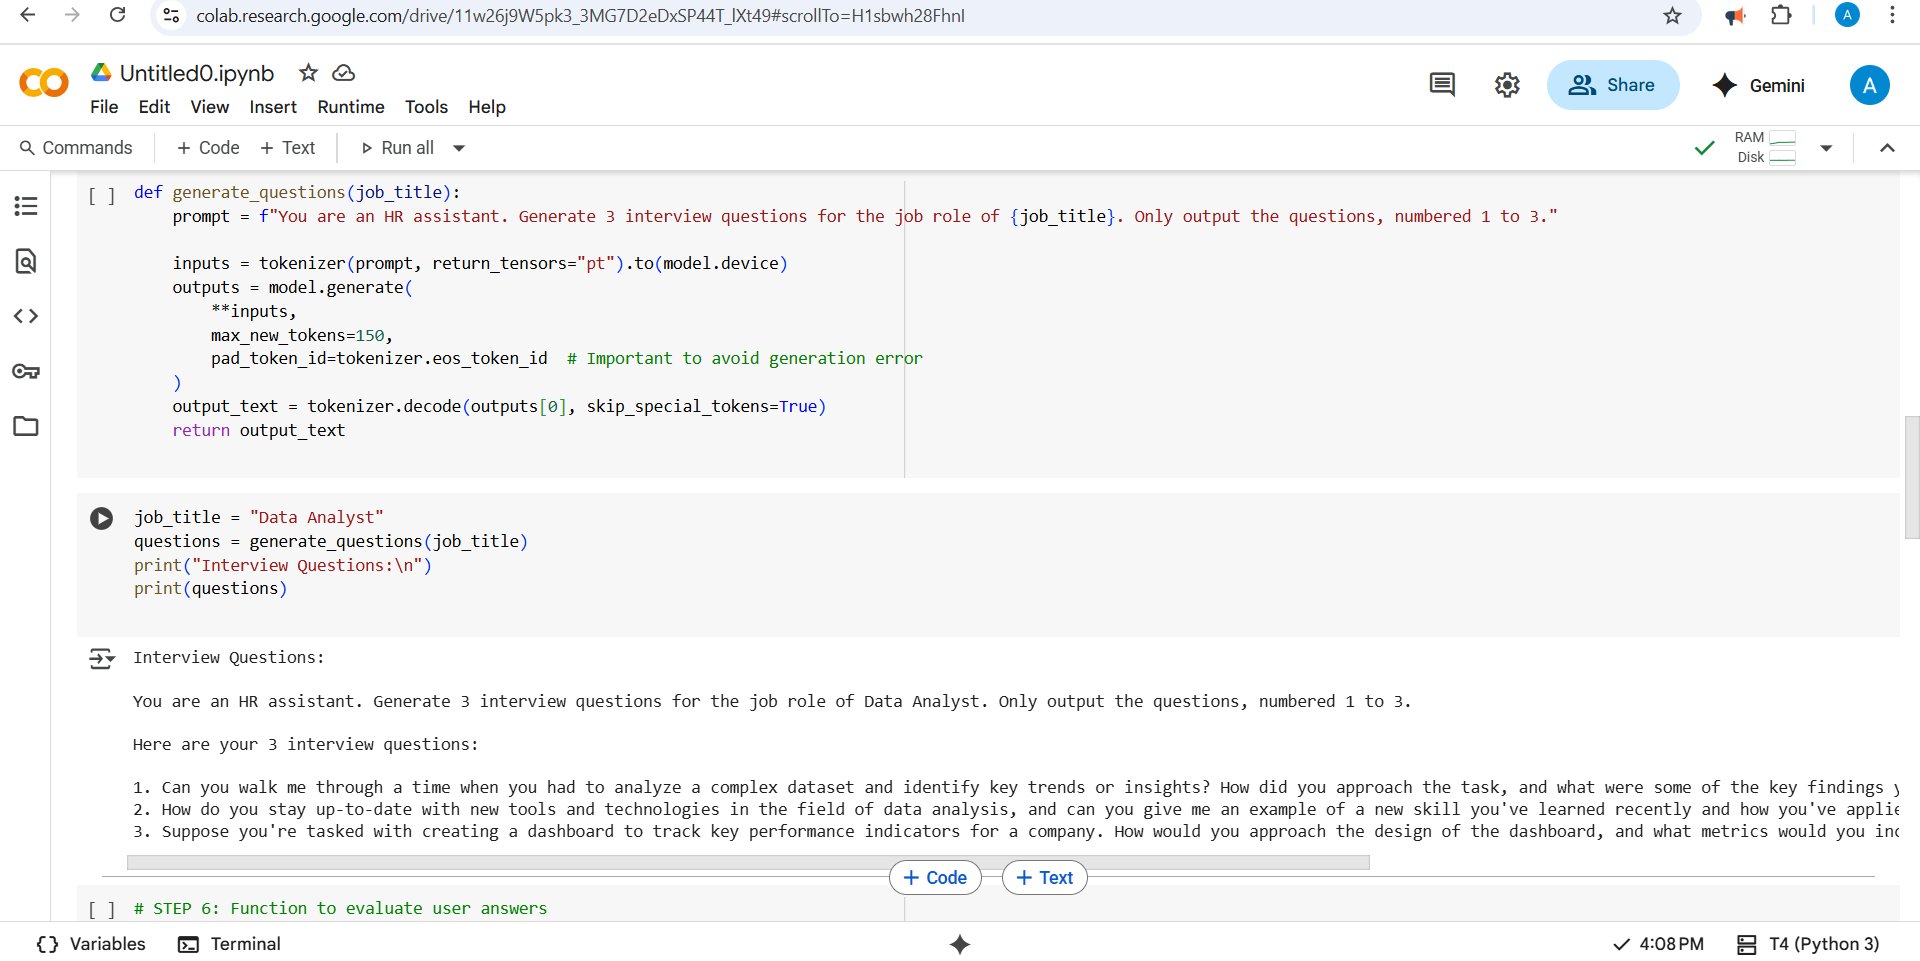 colab.research.google.com/drive/11w26j9W5pk3_3MG7D2eDxSP44T_lXt49#scrollTo=H1sbwh28FhnI
A
Untitled0.ipynb
File Edit View Insert Runtime Tools Help
Share
Gemini
A
Commands + Code + Text Run all
RAM
Disk
[ ] def generate_questions(job_title):
prompt = f"You are an HR assistant. Generate 3 interview questions for the job role of {job_title}. Only output the questions, numbered 1 to 3."
inputs = tokenizer(prompt, return_tensors="pt").to(model.device)
outputs = model.generate(
**inputs,
max_new_tokens=150,
pad_token_id=tokenizer.eos_token_id  # Important to avoid generation error
)
output_text = tokenizer.decode(outputs[0], skip_special_tokens=True)
return output_text
job_title = "Data Analyst"
questions = generate_questions(job_title)
print("Interview Questions:\n")
print(questions)
Interview Questions:
You are an HR assistant. Generate 3 interview questions for the job role of Data Analyst. Only output the questions, numbered 1 to 3.
Here are your 3 interview questions:
1. Can you walk me through a time when you had to analyze a complex dataset and identify key trends or insights? How did you approach the task, and what were some of the key findings
2. How do you stay up-to-date with new tools and technologies in the field of data analysis, and can you give me an example of a new skill you've learned recently and how you've applie
3. Suppose you're tasked with creating a dashboard to track key performance indicators for a company. How would you approach the design of the dashboard, and what metrics would you inc
+ Code + Text
[ ] # STEP 6: Function to evaluate user answers
Variables Terminal
4:08 PM T4 (Python 3)